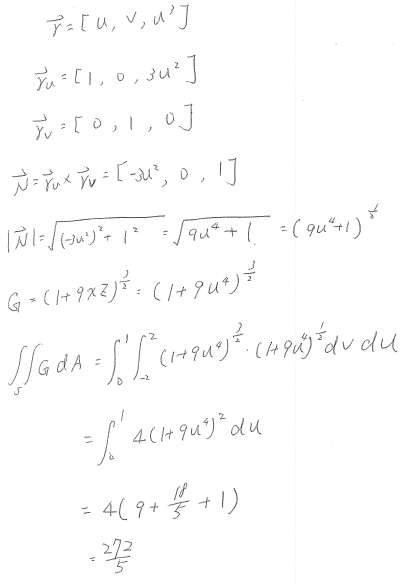 r⃗ = [u, v, u³]
r⃗u = [1, 0, 3u²]
r⃗v = [0, 1, 0]
N⃗ = r⃗u × r⃗v = [-3u², 0, 1]
|N⃗| = √((-3u²)² + 1²) = √(9u⁴ + 1) = (9u⁴+1)^(1/2)
G = (1+9xz)^(3/2) = (1+9u⁴)^(3/2)
∬_S G dA = ∫₀¹ ∫₋₂² (1+9u⁴)^(3/2) · (1+9u⁴)^(1/2) dv du
= ∫₀¹ 4(1+9u⁴)² du
= 4(9 + 18/5 + 1)
= 272/5